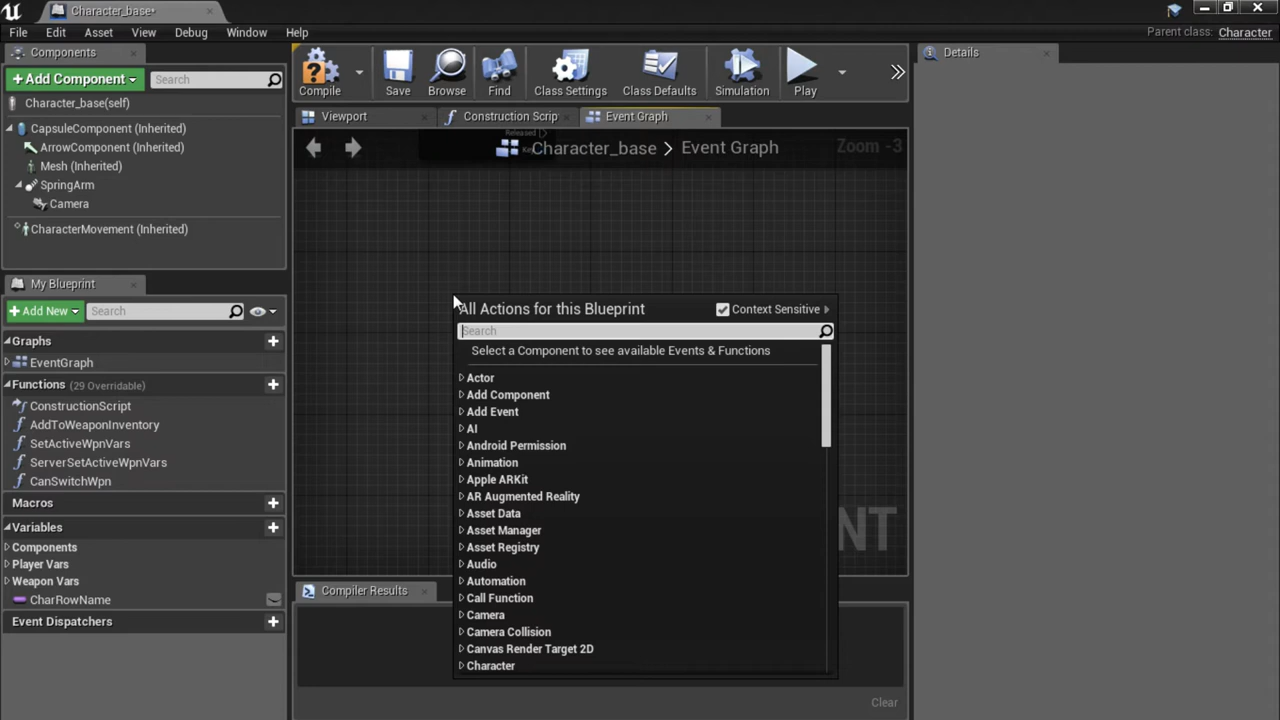 Character_base•
File Edit Asset View Debug Window Help
Parent class: Character
Components
+ Add Component
Search
Character_base(self)
CapsuleComponent (Inherited)
ArrowComponent (Inherited)
Mesh (Inherited)
SpringArm
Camera
CharacterMovement (Inherited)
My Blueprint
+ Add New
Search
Graphs
EventGraph
Functions (29 Overridable)
ConstructionScript
AddToWeaponInventory
SetActiveWpnVars
ServerSetActiveWpnVars
CanSwitchWpn
Macros
Variables
Components
Player Vars
Weapon Vars
CharRowName
Event Dispatchers
Compile Save Browse Find Class Settings Class Defaults Simulation Play
Viewport Construction Scrip Event Graph
Released
Character_base > Event Graph
Zoom -3
All Actions for this Blueprint
Context Sensitive
Search
Select a Component to see available Events & Functions
Actor
Add Component
Add Event
AI
Android Permission
Animation
Apple ARKit
AR Augmented Reality
Asset Data
Asset Manager
Asset Registry
Audio
Automation
Call Function
Camera
Camera Collision
Canvas Render Target 2D
Character
NT
Compiler Results
Clear
Details